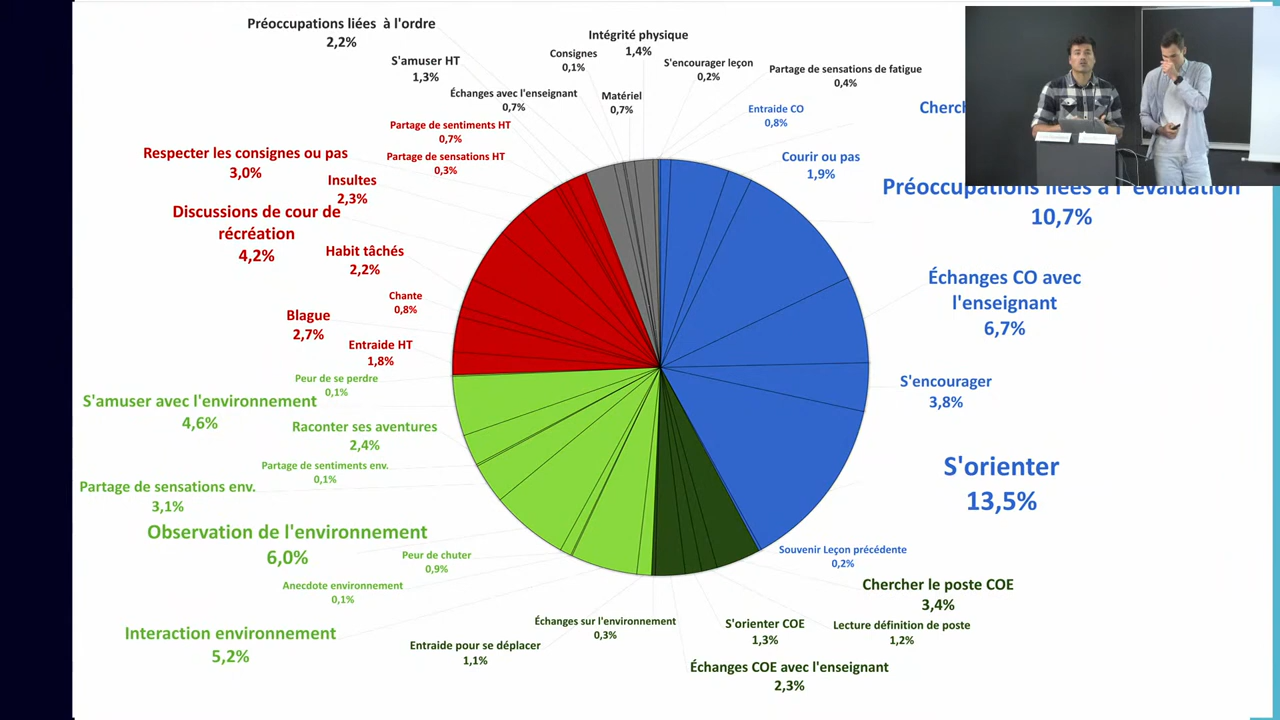 Préoccupations liées à l'ordre
2,2%
S'amuser HT
1,3%
Échanges avec l'enseignant
0,7%
Consignes
0,1%
Intégrité physique
1,4%
Matériel
0,7%
S'encourager leçon
0,2%
Partage de sensations de fatigue
0,4%
Entraide CO
0,8%
Courir ou pas
1,9%
Préoccupations liées à l'évaluation
10,7%
Échanges CO avec
l'enseignant
6,7%
S'encourager
3,8%
S'orienter
13,5%
Souvenir Leçon précédente
0,2%
Chercher le poste COE
3,4%
Lecture définition de poste
1,2%
S'orienter COE
1,3%
Échanges COE avec l'enseignant
2,3%
Échanges sur l'environnement
0,3%
Entraide pour se déplacer
1,1%
Interaction environnement
5,2%
Anecdote environnement
0,1%
Peur de chuter
0,9%
Observation de l'environnement
6,0%
Partage de sensations env.
3,1%
Partage de sentiments env.
0,1%
Raconter ses aventures
2,4%
S'amuser avec l'environnement
4,6%
Peur de se perdre
0,1%
Entraide HT
1,8%
Blague
2,7%
Chante
0,8%
Habit tâchés
2,2%
Discussions de cour de
récréation
4,2%
Insultes
2,3%
Respecter les consignes ou pas
3,0%
Partage de sensations HT
0,3%
Partage de sentiments HT
0,7%